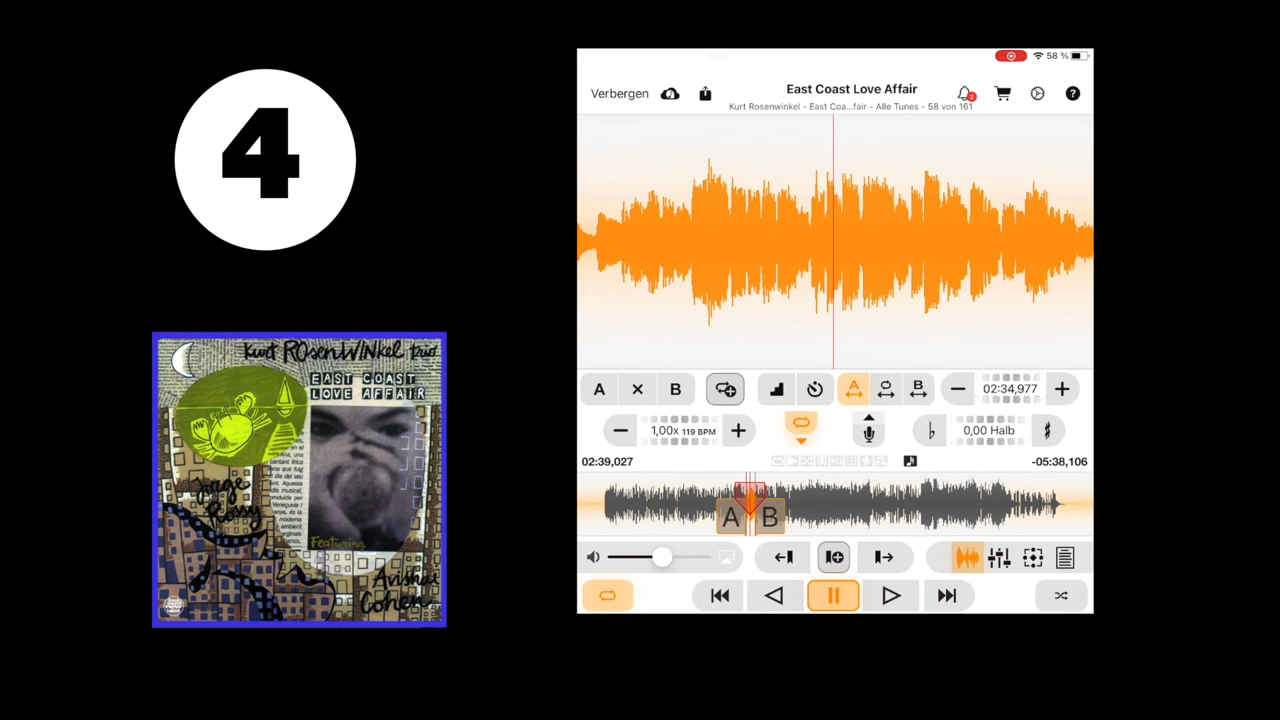 4
58 %
Verbergen
East Coast Love Affair
2
?
Kurt Rosenwinkel - East Coa...fair - Alle Tunes - 58 von 161
Kurt ROsenWINkel trio
EAST COAST
LOVE AFFAIR
Jorge
Rossy
Featuring
Avishai
Cohen
A × B
A B
− 02:34,977 +
− 1,00x 119 BPM +
♭ 0,00 Halb ♯
02:39,027
-05:38,106
A B